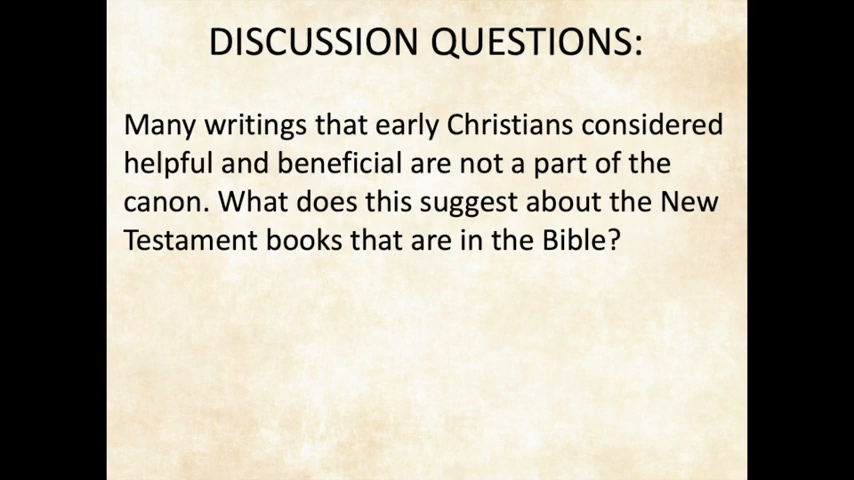 DISCUSSION QUESTIONS:
Many writings that early Christians considered
helpful and beneficial are not a part of the
canon. What does this suggest about the New
Testament books that are in the Bible?